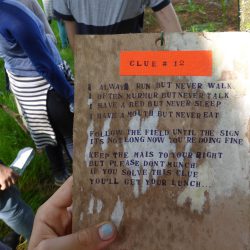 CLUE # 12
I ALWAYS RUN BUT NEVER WALK.
I OFTEN MURMUR BUT NEVER TALK
I HAVE A BED BUT NEVER SLEEP
I HAVE A MOUTH BUT NEVER EAT
FOLLOW THE FIELD UNTIL THE SIGN
IT'S NOT LONG NOW YOU'RE DOING FINE
KEEP THE MAIS TO YOUR RIGHT
BUT PLEASE DON'T MUNCH.
IF YOU SOLVE THIS CLUE
YOU'LL GET YOUR LUNCH...